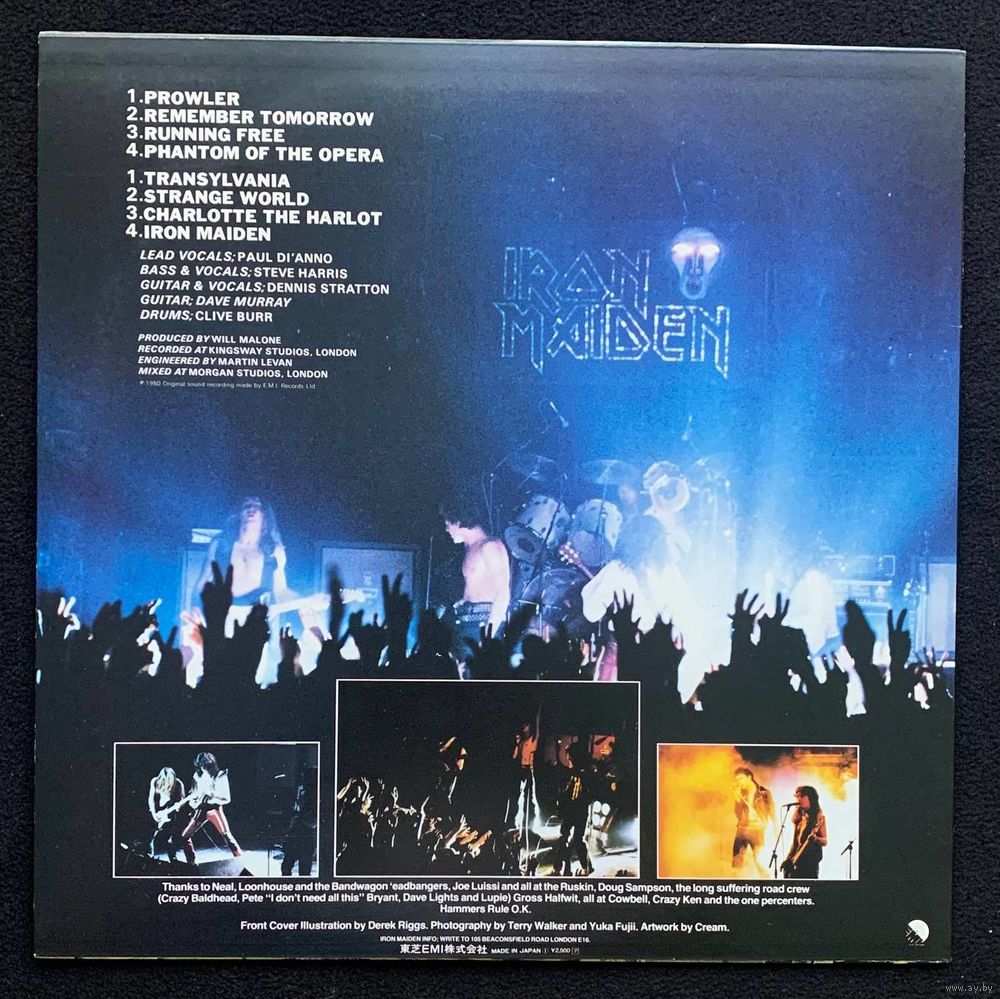 1.PROWLER
2.REMEMBER TOMORROW
3.RUNNING FREE
4.PHANTOM OF THE OPERA
1.TRANSYLVANIA
2.STRANGE WORLD
3.CHARLOTTE THE HARLOT
4.IRON MAIDEN
LEAD VOCALS; PAUL DI'ANNO
BASS & VOCALS; STEVE HARRIS
GUITAR & VOCALS; DENNIS STRATTON
GUITAR; DAVE MURRAY
DRUMS; CLIVE BURR
PRODUCED BY WILL MALONE
RECORDED AT KINGSWAY STUDIOS, LONDON
ENGINEERED BY MARTIN LEVAN
MIXED AT MORGAN STUDIOS, LONDON
℗ 1980 Original sound recording made by E.M.I. Records Ltd.
IRON
MAIDEN
Thanks to Neal, Loonhouse and the Bandwagon 'eadbangers, Joe Luissi and all at the Ruskin, Doug Sampson, the long suffering road crew
(Crazy Baldhead, Pete "I don't need all this" Bryant, Dave Lights and Lupie) Gross Halfwit, all at Cowbell, Crazy Ken and the one percenters.
Hammers Rule O.K.
Front Cover Illustration by Derek Riggs. Photography by Terry Walker and Yuka Fujii. Artwork by Cream.
IRON MAIDEN INFO; WRITE TO 105 BEACONSFIELD ROAD LONDON E16.
東芝EMI株式会社 MADE IN JAPAN | ¥2,500
www.ay.by